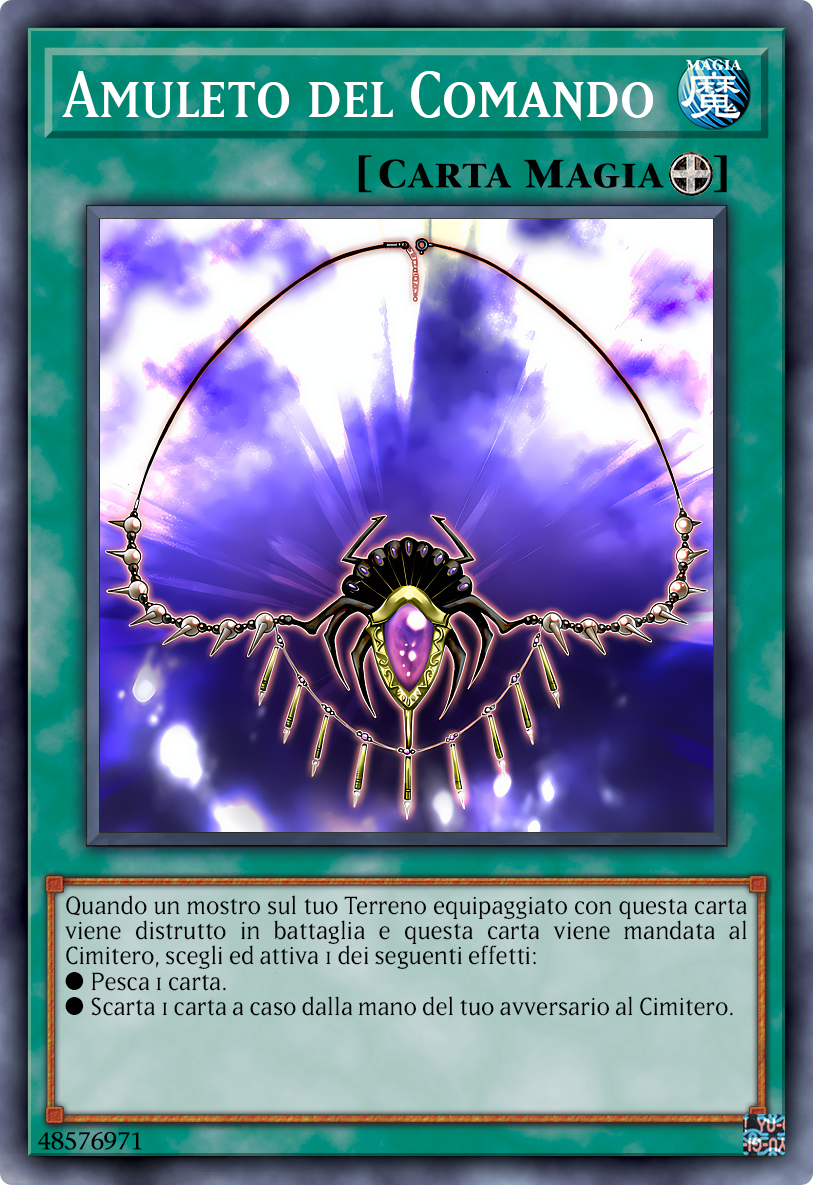 Amuleto del Comando
MAGIA
魔
[Carta Magia]
Quando un mostro sul tuo Terreno equipaggiato con questa carta
viene distrutto in battaglia e questa carta viene mandata al
Cimitero, scegli ed attiva 1 dei seguenti effetti:
● Pesca 1 carta.
● Scarta 1 carta a caso dalla mano del tuo avversario al Cimitero.
48576971